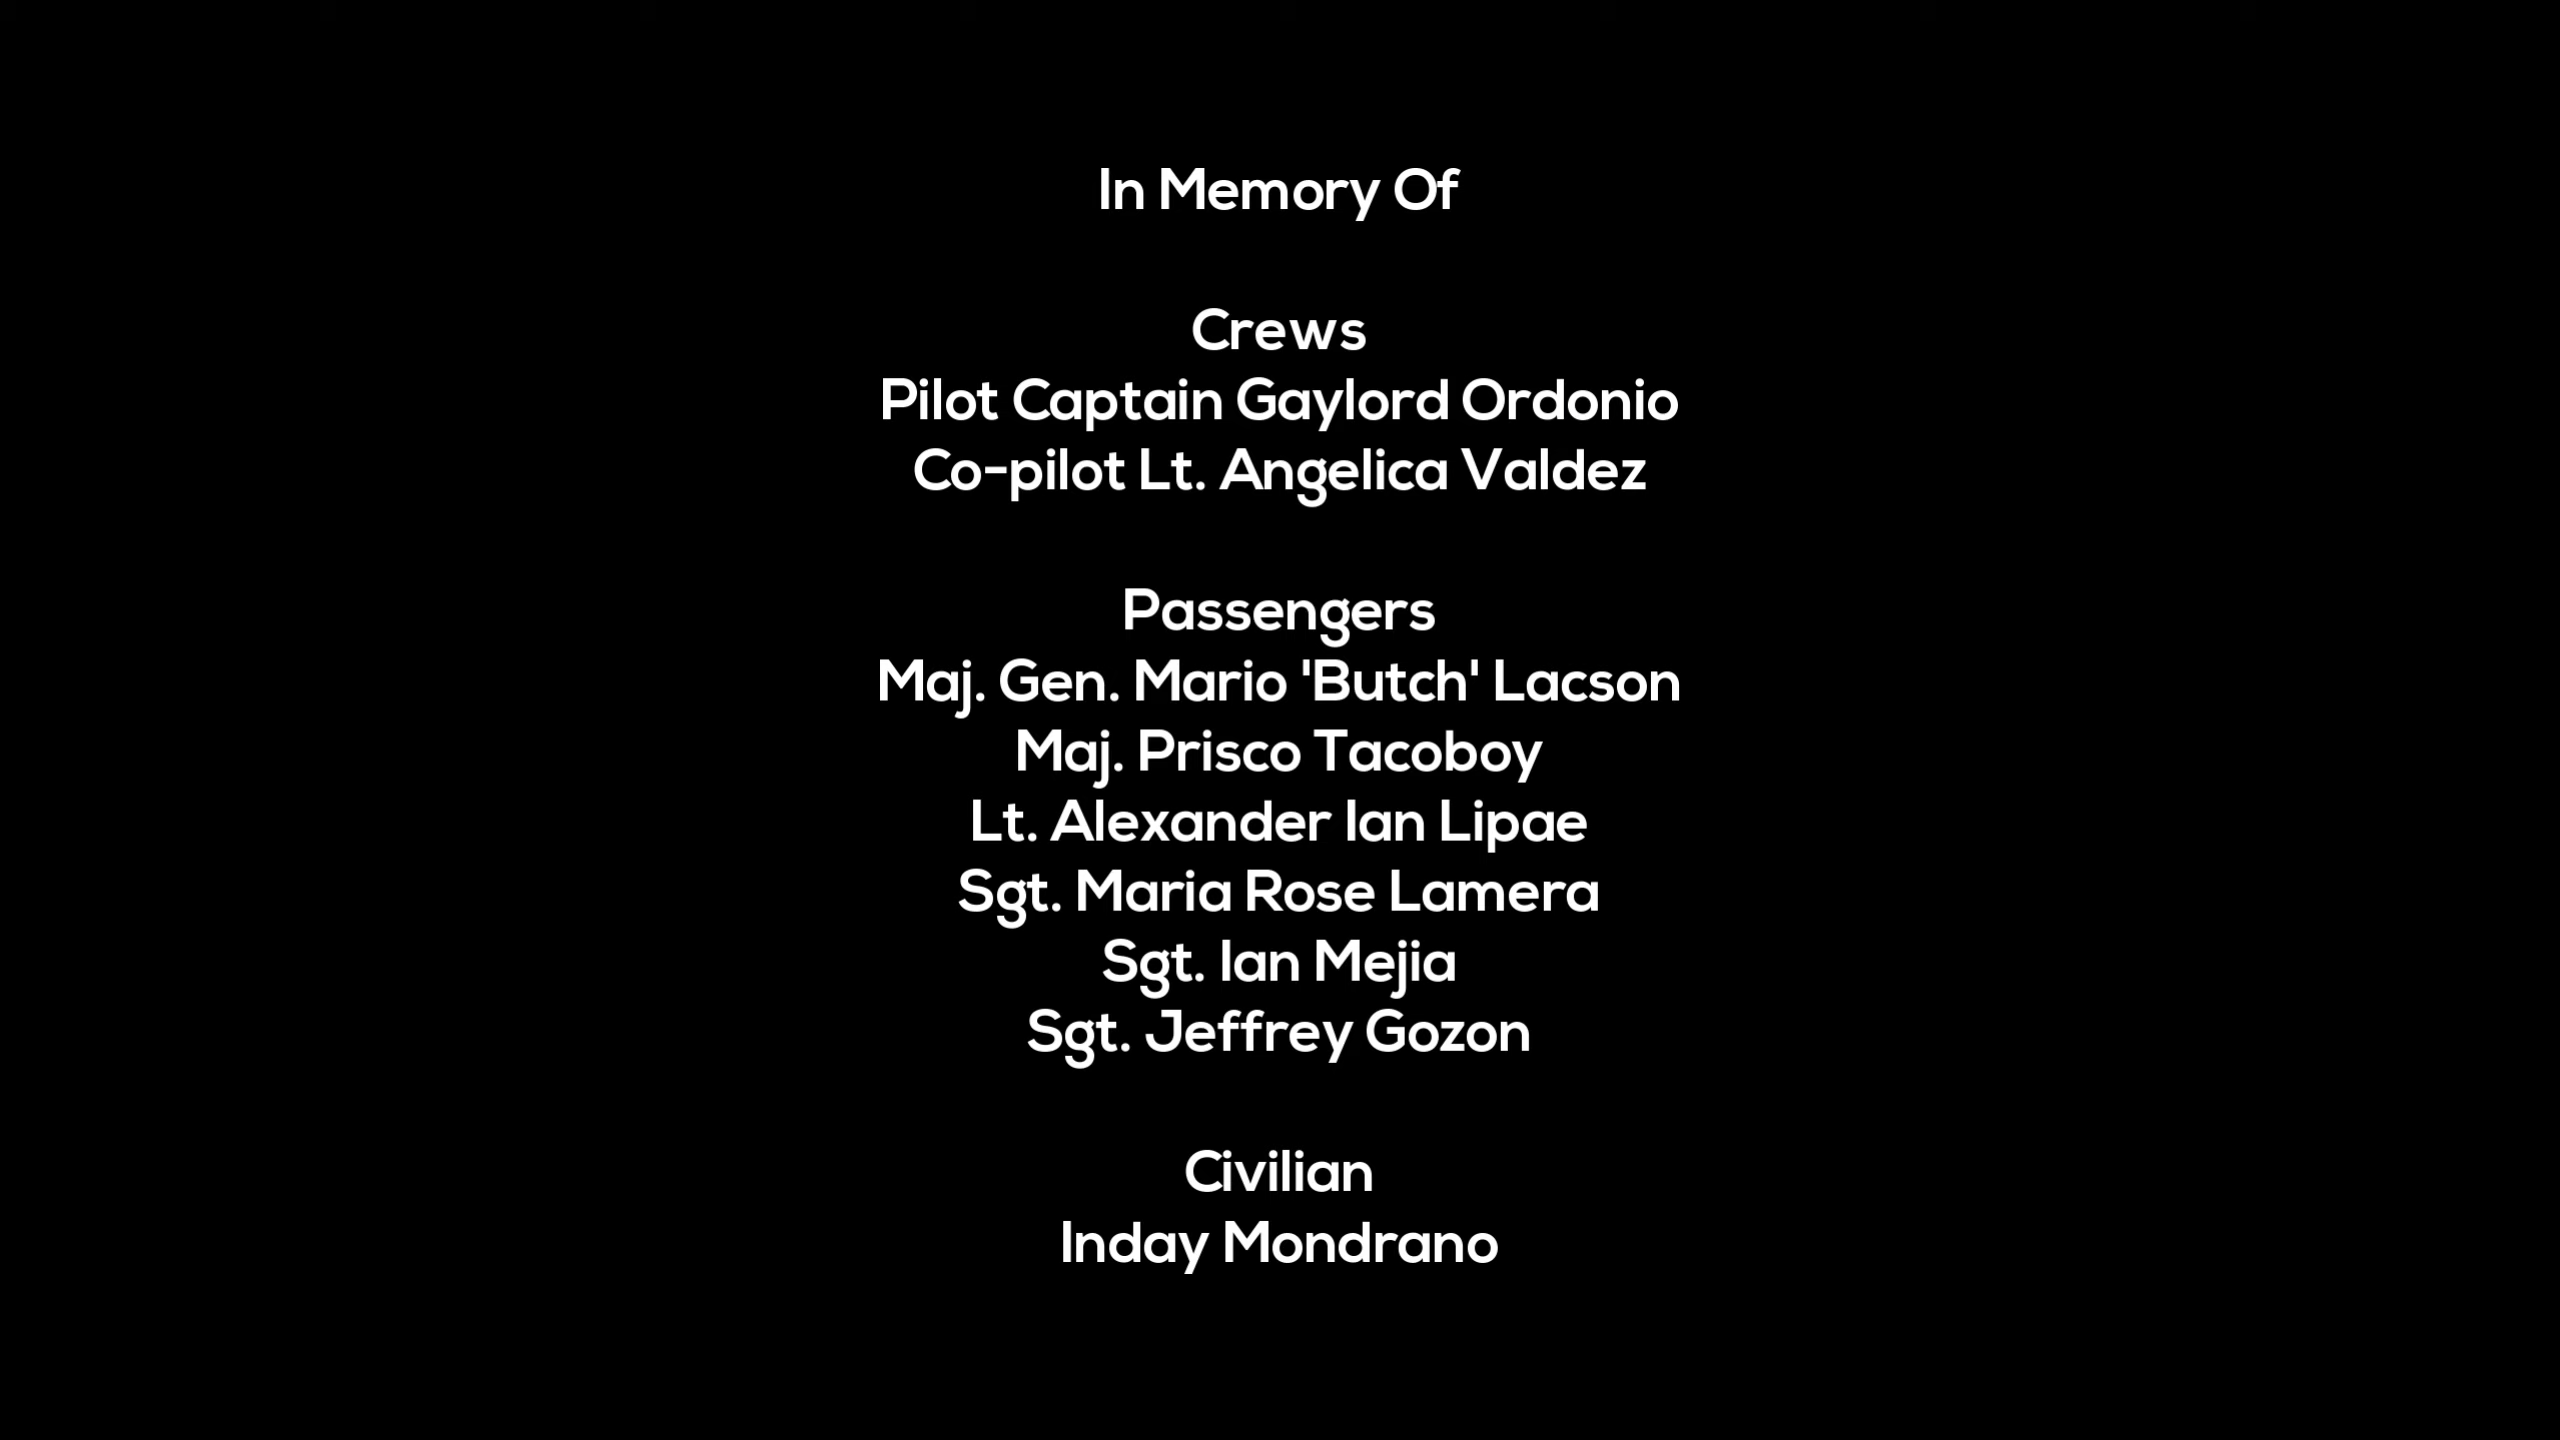 In Memory Of
Crews
Pilot Captain Gaylord Ordonio
Co-pilot Lt. Angelica Valdez
Passengers
Maj. Gen. Mario 'Butch' Lacson
Maj. Prisco Tacoboy
Lt. Alexander Ian Lipae
Sgt. Maria Rose Lamera
Sgt. Ian Mejia
Sgt. Jeffrey Gozon
Civilian
Inday Mondrano